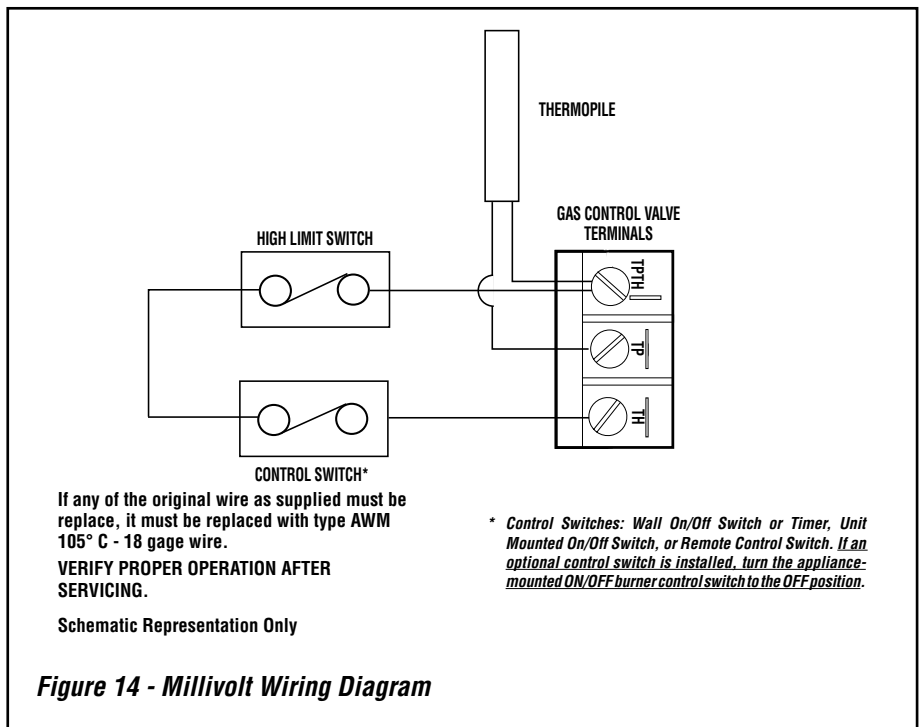 THERMOPILE
GAS CONTROL VALVE
TERMINALS
HIGH LIMIT SWITCH
TPTH
TP
TH
CONTROL SWITCH*
If any of the original wire as supplied must be
replace, it must be replaced with type AWM
105° C - 18 gage wire.
VERIFY PROPER OPERATION AFTER
SERVICING.
Schematic Representation Only
* Control Switches: Wall On/Off Switch or Timer, Unit
Mounted On/Off Switch, or Remote Control Switch. If an
optional control switch is installed, turn the appliance-
mounted ON/OFF burner control switch to the OFF position.
Figure 14 - Millivolt Wiring Diagram